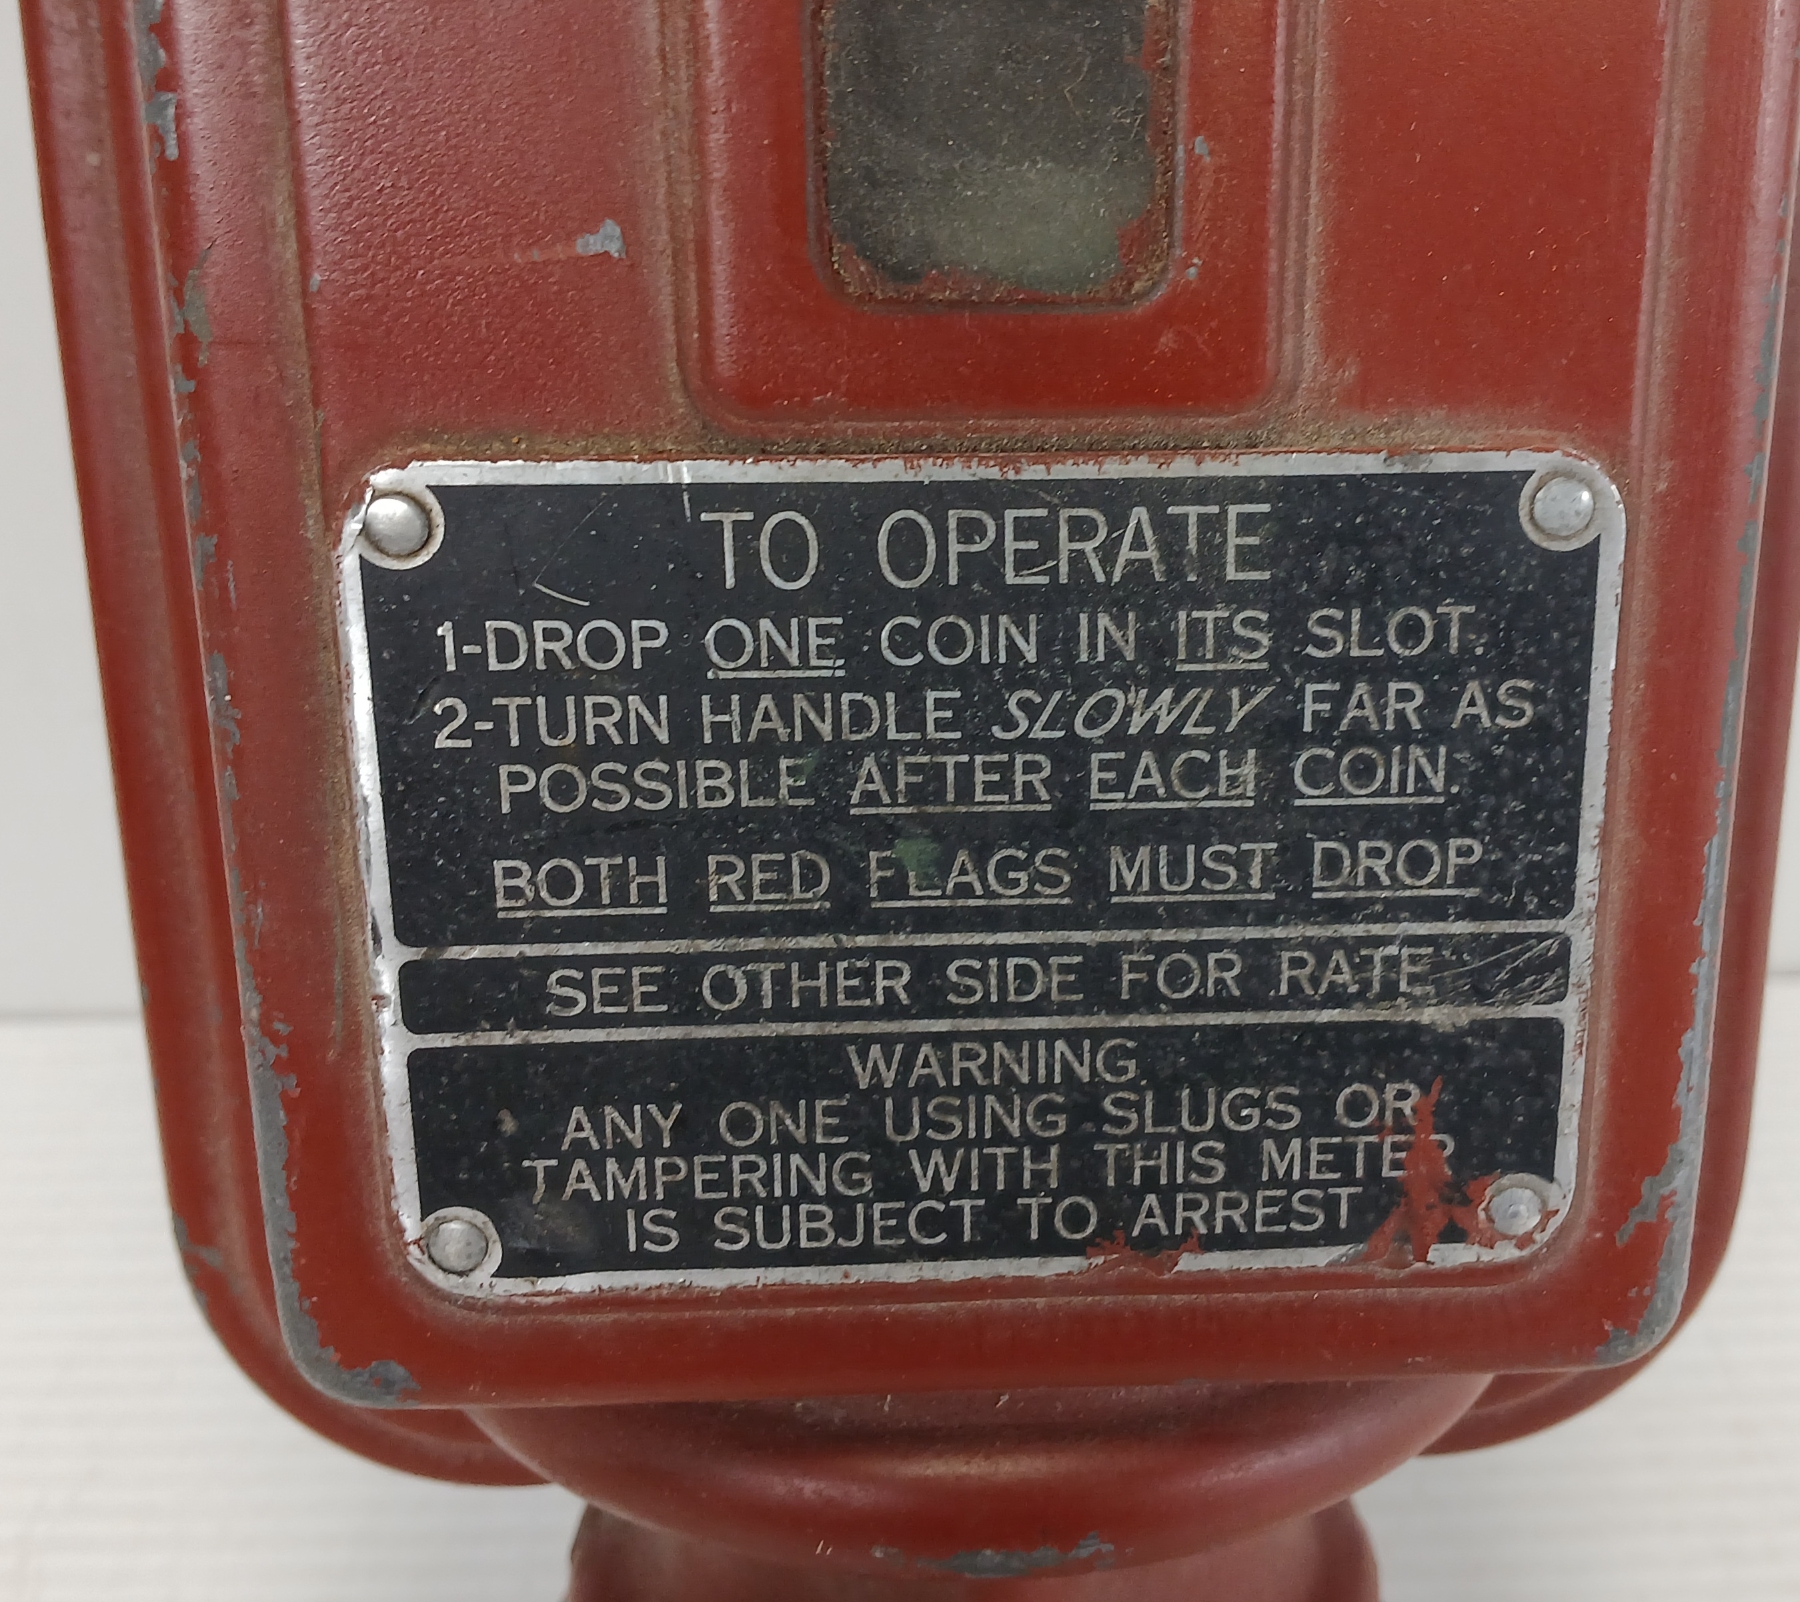 TO OPERATE
1-DROP ONE COIN IN ITS SLOT.
2-TURN HANDLE SLOWLY FAR AS
POSSIBLE AFTER EACH COIN.
BOTH RED FLAGS MUST DROP
SEE OTHER SIDE FOR RATE
WARNING
ANY ONE USING SLUGS OR
TAMPERING WITH THIS METER
IS SUBJECT TO ARREST